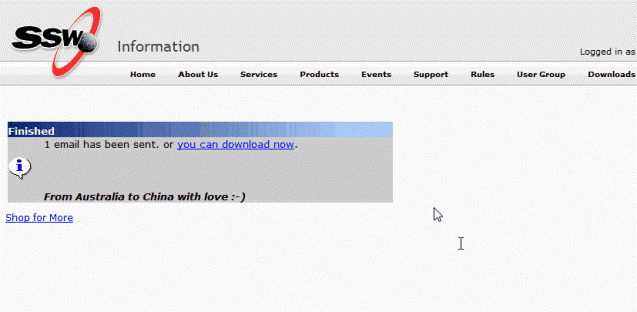 SSW
Information
Logged in as
Home About Us Services Products Events Support Rules User Group Downloads
Finished
1 email has been sent. or you can download now.
i
From Australia to China with love :-)
Shop for More